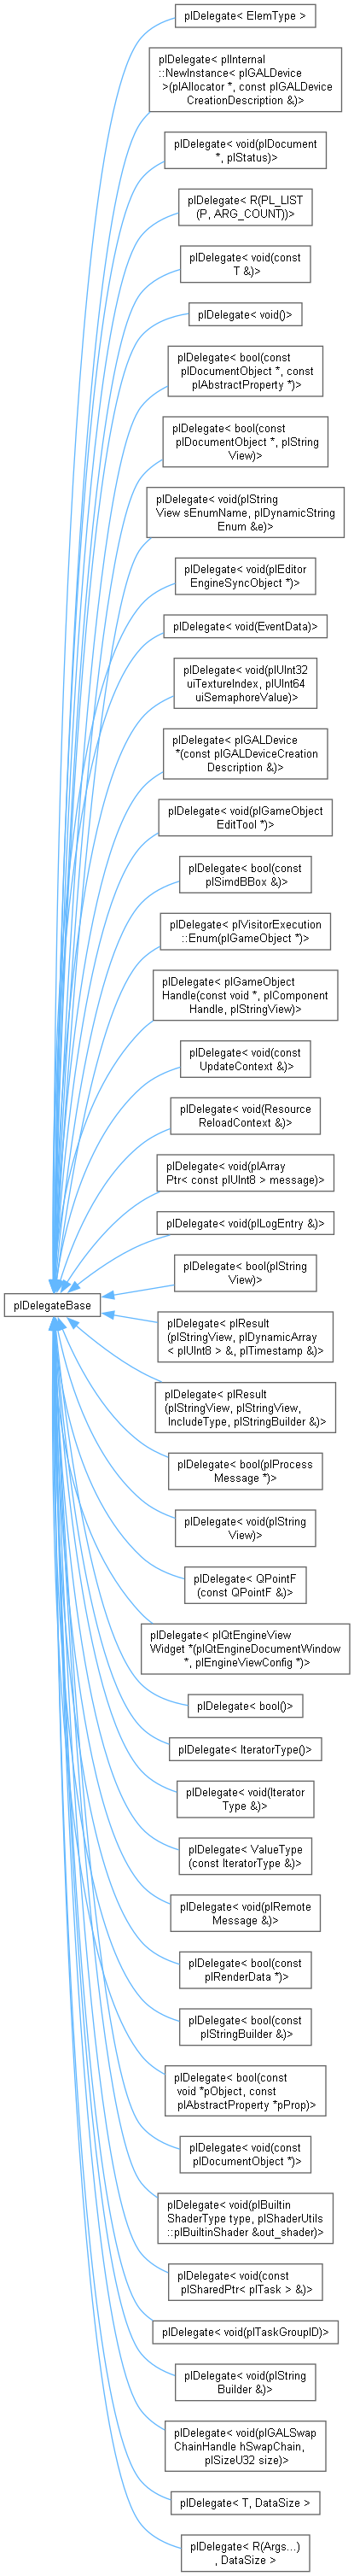 plDelegate< ElemType >
plDelegate< plInternal
::NewInstance< plGALDevice
>(plAllocator *, const plGALDevice
CreationDescription &)>
plDelegate< void(plDocument
*, plStatus)>
plDelegate< R(PL_LIST
(P, ARG_COUNT))>
plDelegate< void(const
T &)>
plDelegate< void()>
plDelegate< bool(const
plDocumentObject *, const
plAbstractProperty *)>
plDelegate< bool(const
plDocumentObject *, plString
View)>
plDelegate< void(plString
View sEnumName, plDynamicString
Enum &e)>
plDelegate< void(plEditor
EngineSyncObject *)>
plDelegate< void(EventData)>
plDelegate< void(plUInt32
uiTextureIndex, plUInt64
uiSemaphoreValue)>
plDelegate< plGALDevice
*(const plGALDeviceCreation
Description &)>
plDelegate< void(plGameObject
EditTool *)>
plDelegate< bool(const
plSimdBBox &)>
plDelegate< plVisitorExecution
::Enum(plGameObject *)>
plDelegate< plGameObject
Handle(const void *, plComponent
Handle, plStringView)>
plDelegate< void(const
UpdateContext &)>
plDelegate< void(Resource
ReloadContext &)>
plDelegate< void(plArray
Ptr< const plUInt8 > message)>
plDelegate< void(plLogEntry &)>
plDelegate< bool(plString
View)>
plDelegateBase
plDelegate< plResult
(plStringView, plDynamicArray
< plUInt8 > &, plTimestamp &)>
plDelegate< plResult
(plStringView, plStringView,
IncludeType, plStringBuilder &)>
plDelegate< bool(plProcess
Message *)>
plDelegate< void(plString
View)>
plDelegate< QPointF
(const QPointF &)>
plDelegate< plQtEngineView
Widget *(plQtEngineDocumentWindow
*, plEngineViewConfig *)>
plDelegate< bool()>
plDelegate< IteratorType()>
plDelegate< void(Iterator
Type &)>
plDelegate< ValueType
(const IteratorType &)>
plDelegate< void(plRemote
Message &)>
plDelegate< bool(const
plRenderData *)>
plDelegate< bool(const
plStringBuilder &)>
plDelegate< bool(const
void *pObject, const
plAbstractProperty *pProp)>
plDelegate< void(const
plDocumentObject *)>
plDelegate< void(plBuiltin
ShaderType type, plShaderUtils
::plBuiltinShader &out_shader)>
plDelegate< void(const
plSharedPtr< plTask > &)>
plDelegate< void(plTaskGroupID)>
plDelegate< void(plString
Builder &)>
plDelegate< void(plGALSwap
ChainHandle hSwapChain,
plSizeU32 size)>
plDelegate< T, DataSize >
plDelegate< R(Args...)
, DataSize >